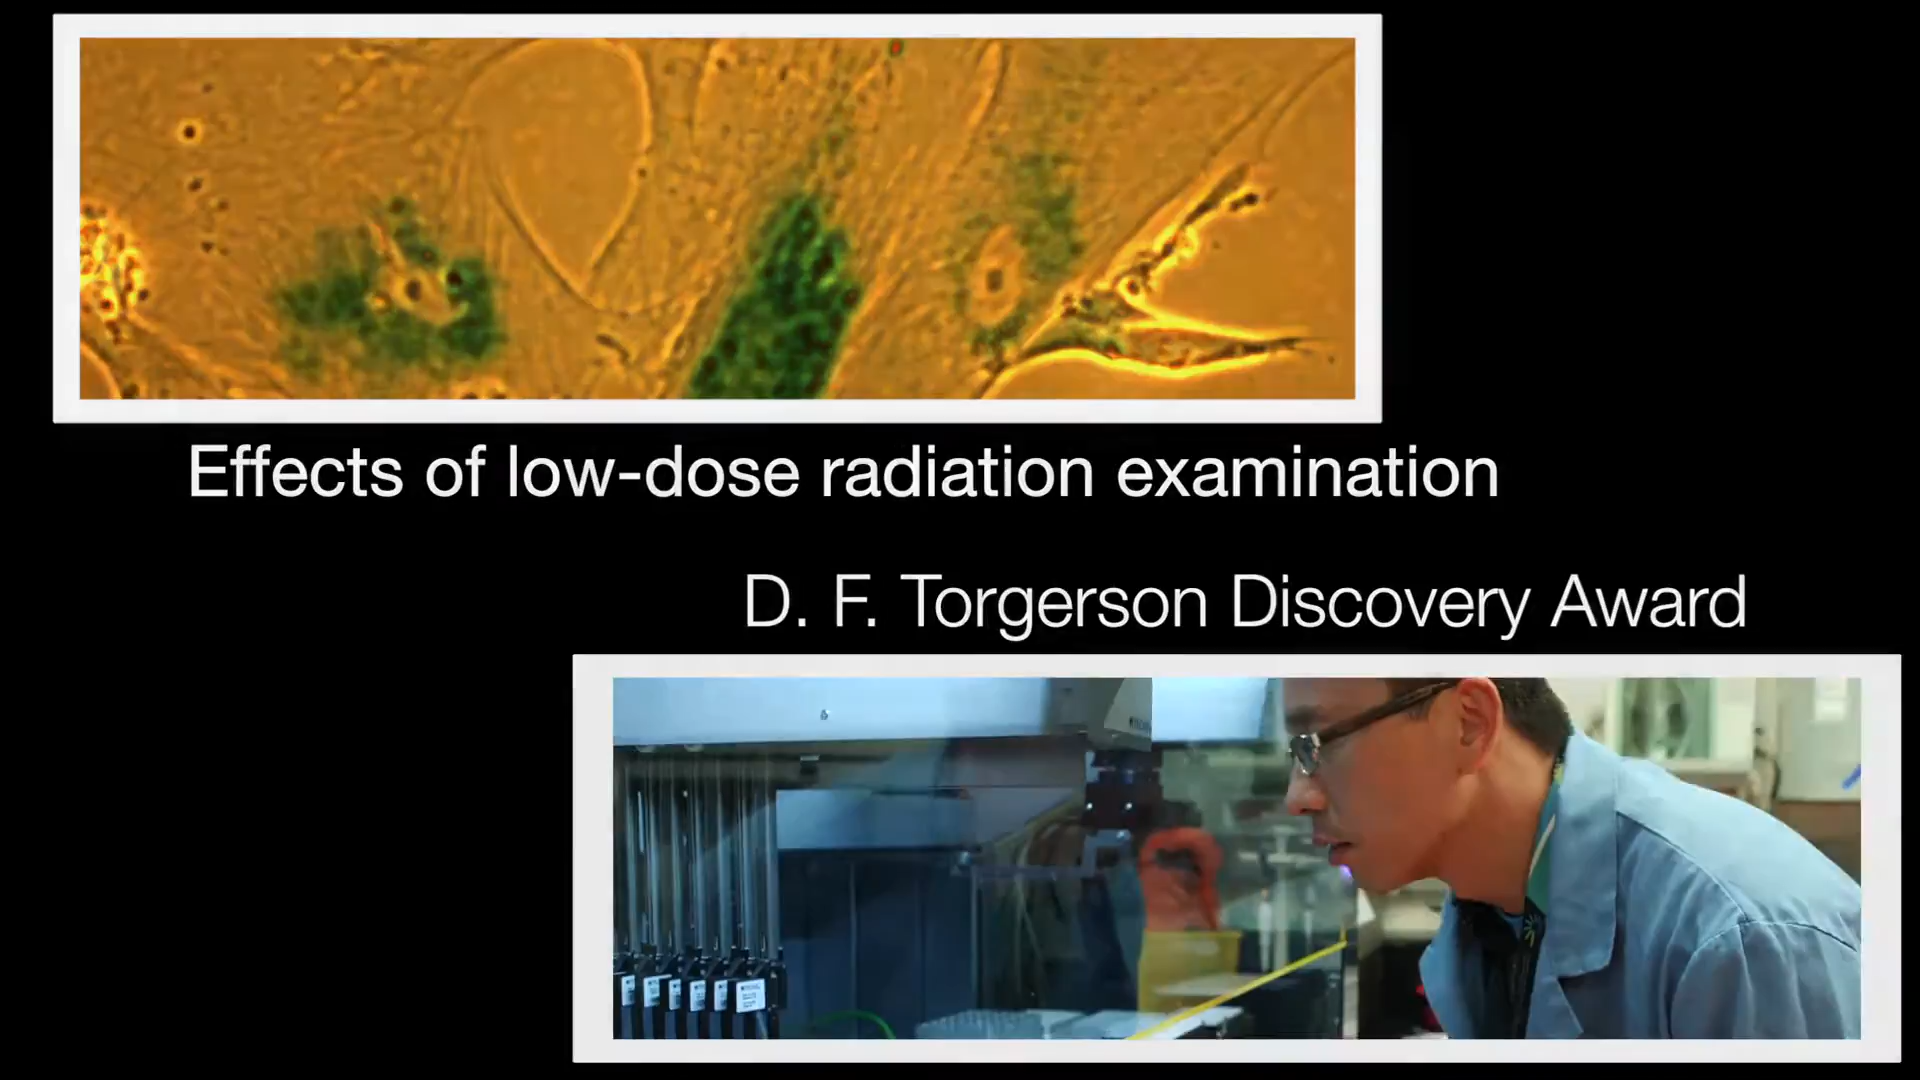 Effects of low-dose radiation examination
D. F. Torgerson Discovery Award